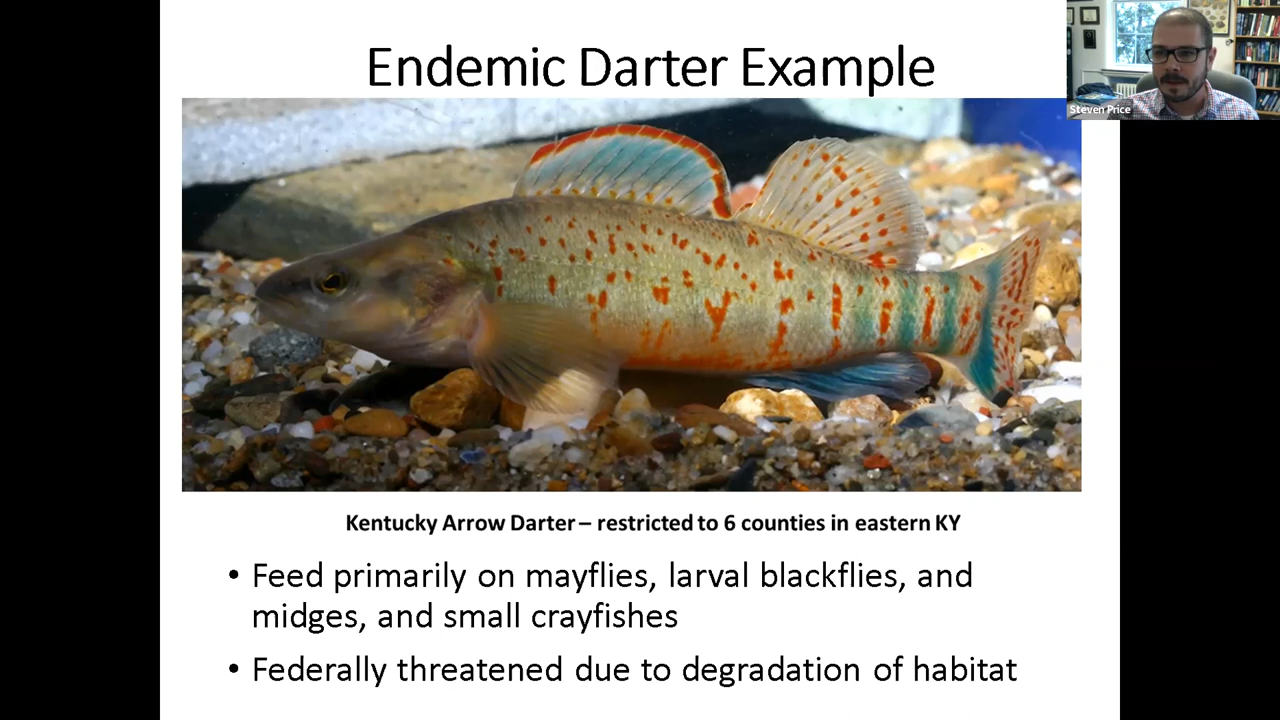 Endemic Darter Example
Steven Price
Kentucky Arrow Darter – restricted to 6 counties in eastern KY
• Feed primarily on mayflies, larval blackflies, and
midges, and small crayfishes
• Federally threatened due to degradation of habitat